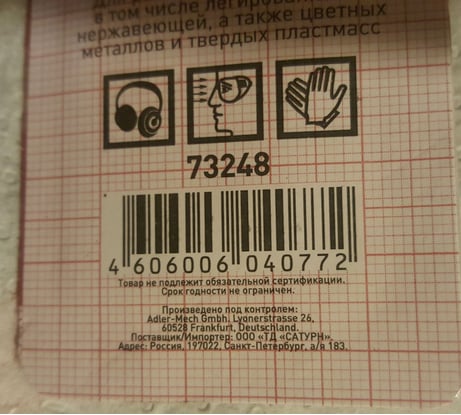 в том числе легирован
нержавеющей, а также цветных
металлов и твердых пластмасс
73248
4 606006 040772
Товар не подлежит обязательной сертификации.
Срок годности не ограничен.
Произведено под контролем:
Adler-Mech Gmbh. Lyonerstrasse 26,
60528 Frankfurt, Deutschland.
Поставщик/Импортер: ООО «ТД «САТУРН».
Адрес: Россия, 197022, Санкт-Петербург, а/я 183.